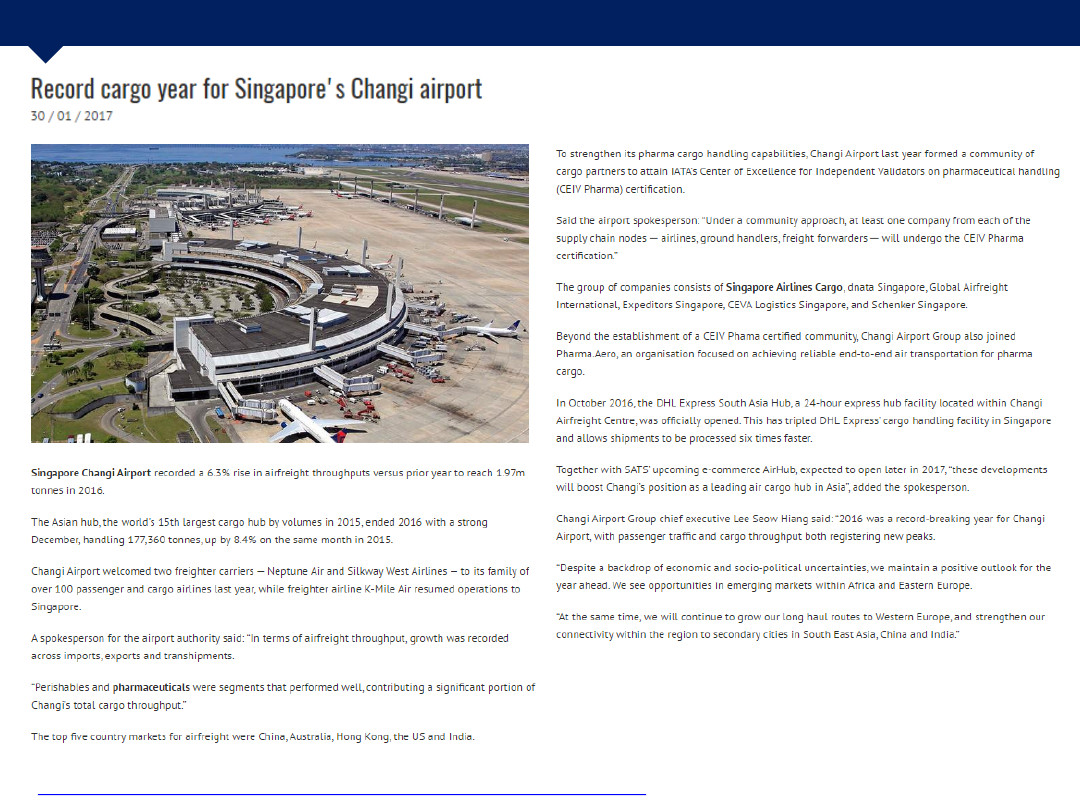 Record cargo year for Singapore's Changi airport
30 / 01 / 2017
Singapore Changi Airport recorded a 6.3% rise in airfreight throughputs versus prior year to reach 1.97m
tonnes in 2016.
The Asian hub, the world's 15th largest cargo hub by volumes in 2015, ended 2016 with a strong
December, handling 177,360 tonnes, up by 8.4% on the same month in 2015.
Changi Airport welcomed two freighter carriers — Neptune Air and Silkway West Airlines — to its family of
over 100 passenger and cargo airlines last year, while freighter airline K-Mile Air resumed operations to
Singapore.
A spokesperson for the airport authority said: “In terms of airfreight throughput, growth was recorded
across imports, exports and transhipments.
“Perishables and pharmaceuticals were segments that performed well, contributing a significant portion of
Changi's total cargo throughput.”
The top five country markets for airfreight were China, Australia, Hong Kong, the US and India.
To strengthen its pharma cargo handling capabilities, Changi Airport last year formed a community of
cargo partners to attain IATA's Center of Excellence for Independent Validators on pharmaceutical handling
(CEIV Pharma) certification.
Said the airport spokesperson: “Under a community approach, at least one company from each of the
supply chain nodes — airlines, ground handlers, freight forwarders — will undergo the CEIV Pharma
certification.”
The group of companies consists of Singapore Airlines Cargo, dnata Singapore, Global Airfreight
International, Expeditors Singapore, CEVA Logistics Singapore, and Schenker Singapore.
Beyond the establishment of a CEIV Phama certified community, Changi Airport Group also joined
Pharma.Aero, an organisation focused on achieving reliable end-to-end air transportation for pharma
cargo.
In October 2016, the DHL Express South Asia Hub, a 24-hour express hub facility located within Changi
Airfreight Centre, was officially opened. This has tripled DHL Express' cargo handling facility in Singapore
and allows shipments to be processed six times faster.
Together with SATS' upcoming e-commerce AirHub, expected to open later in 2017, “these developments
will boost Changi's position as a leading air cargo hub in Asia”, added the spokesperson.
Changi Airport Group chief executive Lee Seow Hiang said: “2016 was a record-breaking year for Changi
Airport, with passenger traffic and cargo throughput both registering new peaks.
“Despite a backdrop of economic and socio-political uncertainties, we maintain a positive outlook for the
year ahead. We see opportunities in emerging markets within Africa and Eastern Europe.
“At the same time, we will continue to grow our long haul routes to Western Europe, and strengthen our
connectivity within the region to secondary cities in South East Asia, China and India.”